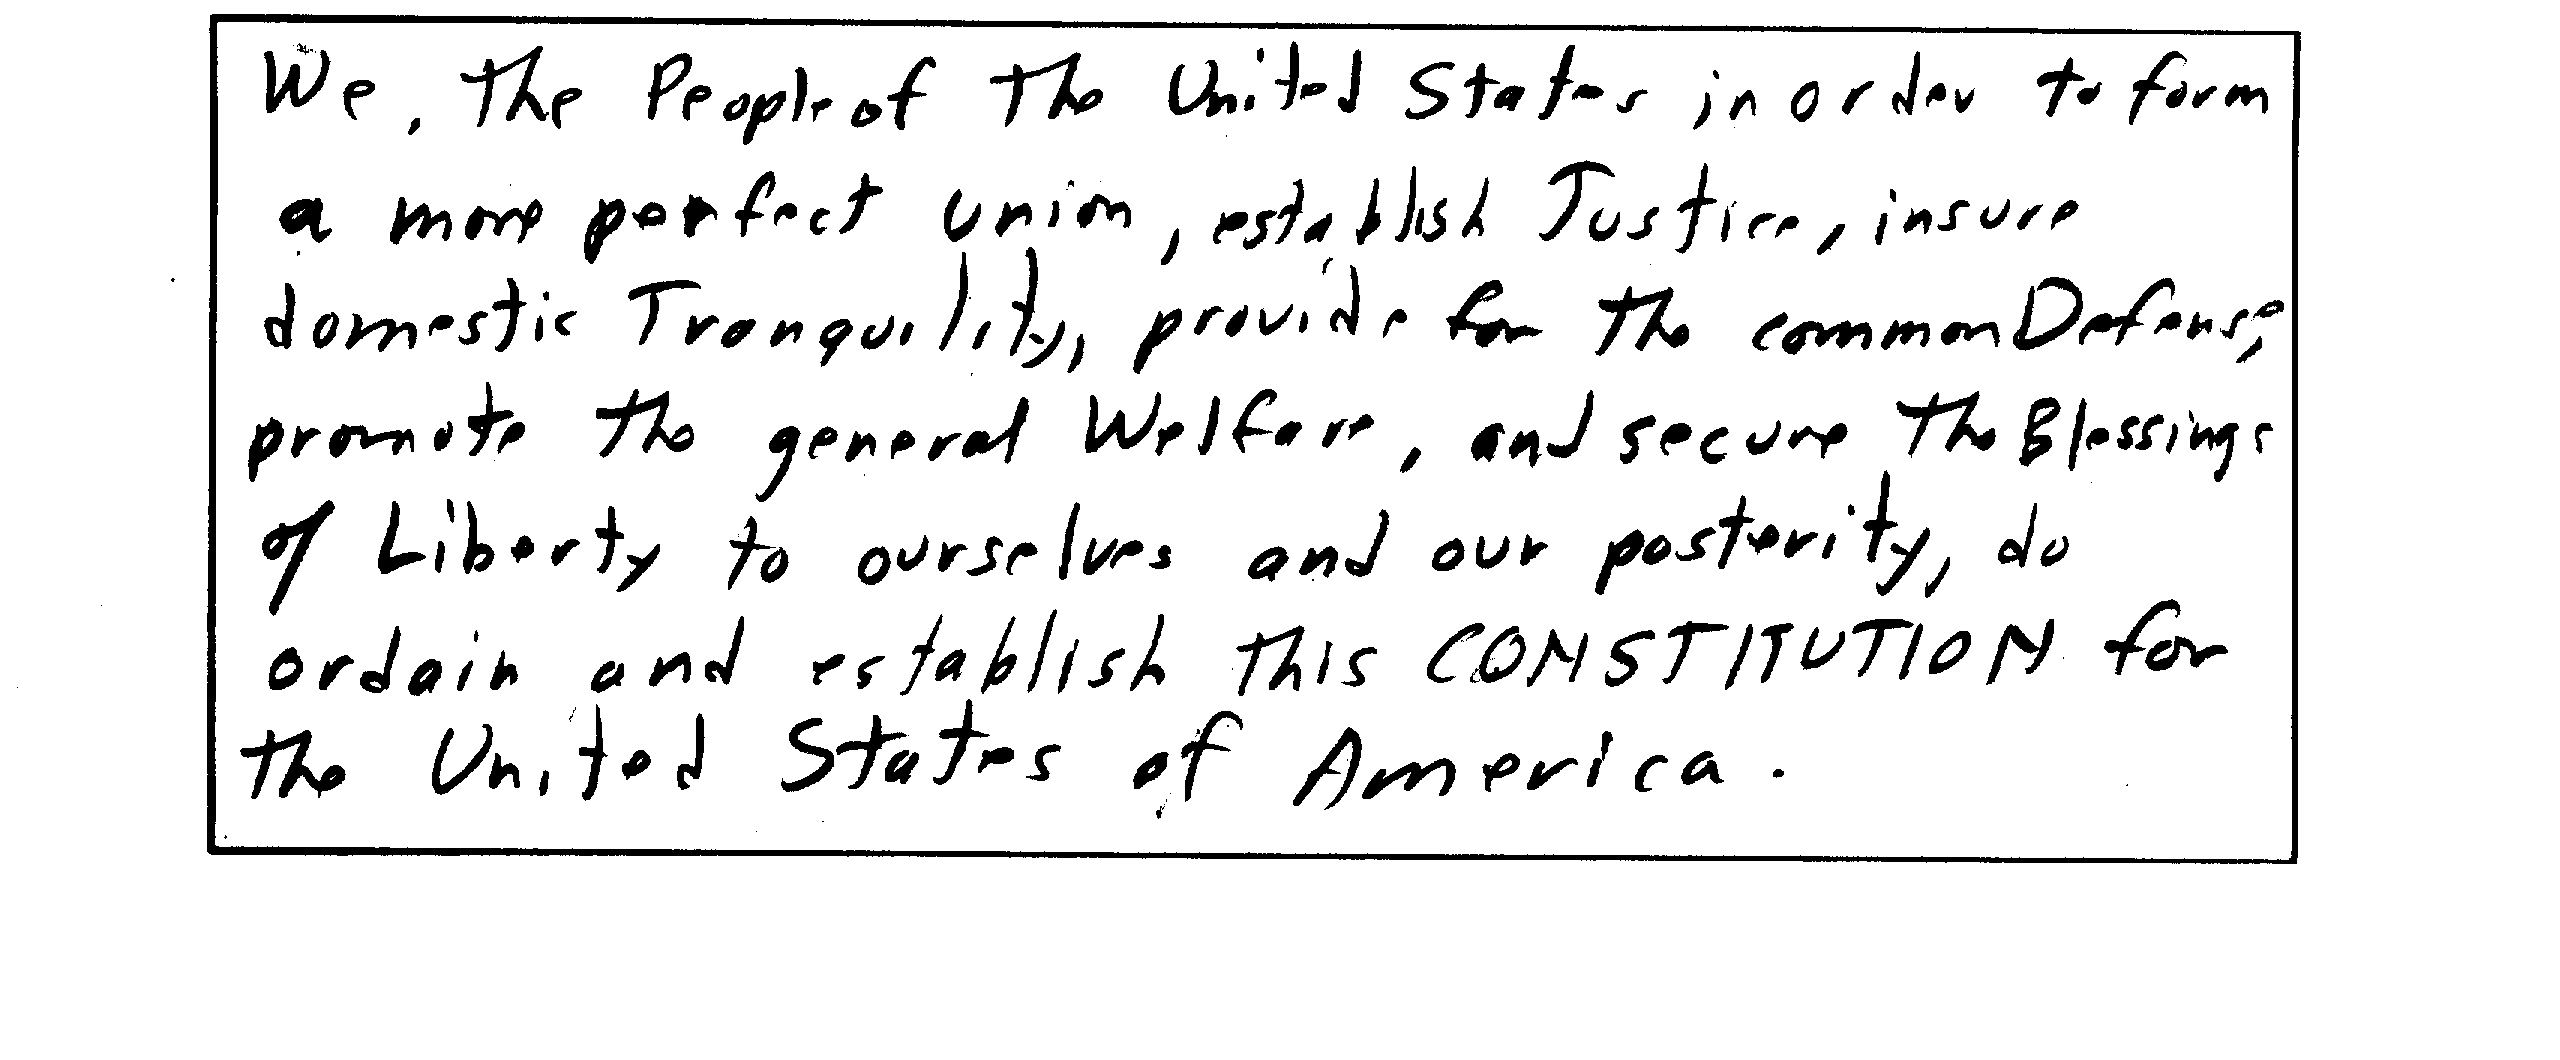 We, the People of the United States in order to form
a more perfect union, establish Justice, insure
domestic Tranquility, provide for the common Defense,
promote the general Welfare, and secure the Blessings
of Liberty to ourselves and our posterity, do
ordain and establish this CONSTITUTION for
the United States of America.